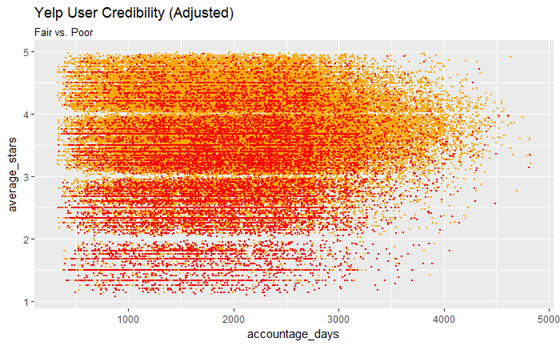 Yelp User Credibility (Adjusted)
Fair vs. Poor
5
4
3
2
1
average_stars
1000 2000 3000 4000 5000
accountage_days